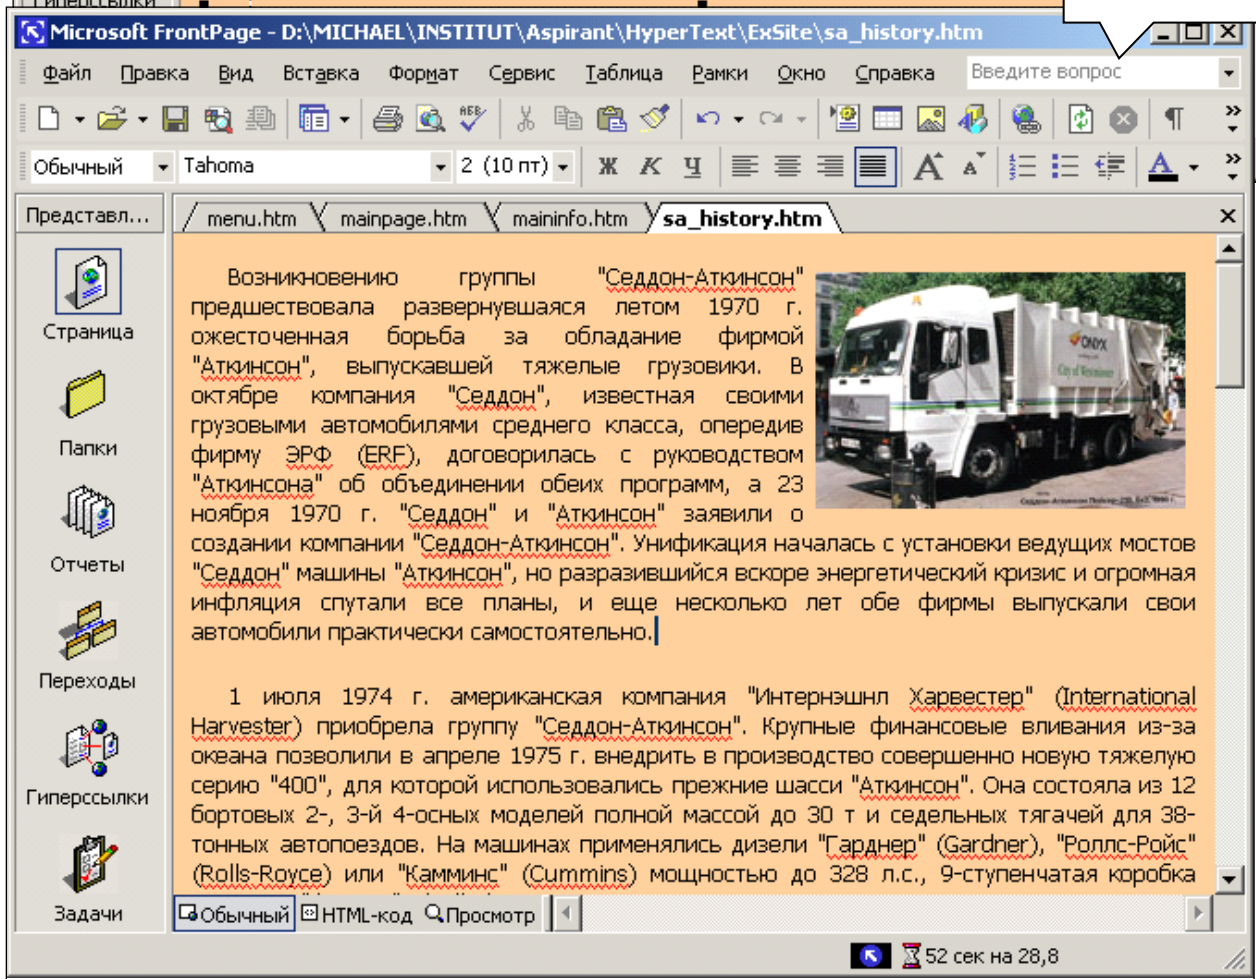 Гиперссылки
Microsoft FrontPage - D:\MICHAEL\INSTITUT\Aspirant\HyperText\ExSite\sa_history.htm
Файл Правка Вид Вставка Формат Сервис Таблица Рамки Окно Справка Введите вопрос
Обычный Tahoma 2 (10 пт) Ж К Ч
Представл...
menu.htm mainpage.htm maininfo.htm sa_history.htm
Страница
Папки
Отчеты
Переходы
Гиперссылки
Задачи
Возникновению группы "Седдон-Аткинсон"
предшествовала развернувшаяся летом 1970 г.
ожесточенная борьба за обладание фирмой
"Аткинсон", выпускавшей тяжелые грузовики. В
октябре компания "Седдон", известная своими
грузовыми автомобилями среднего класса, опередив
фирму ЭРФ (ERF), договорилась с руководством
"Аткинсона" об объединении обеих программ, а 23
ноября 1970 г. "Седдон" и "Аткинсон" заявили о
создании компании "Седдон-Аткинсон". Унификация началась с установки ведущих мостов
"Седдон" машины "Аткинсон", но разразившийся вскоре энергетический кризис и огромная
инфляция спутали все планы, и еще несколько лет обе фирмы выпускали свои
автомобили практически самостоятельно.
ONYX
City of Westminster
1 июля 1974 г. американская компания "Интернэшнл Харвестер" (International
Harvester) приобрела группу "Седдон-Аткинсон". Крупные финансовые вливания из-за
океана позволили в апреле 1975 г. внедрить в производство совершенно новую тяжелую
серию "400", для которой использовались прежние шасси "Аткинсон". Она состояла из 12
бортовых 2-, 3-й 4-осных моделей полной массой до 30 т и седельных тягачей для 38-
тонных автопоездов. На машинах применялись дизели "Гарднер" (Gardner), "Роллс-Ройс"
(Rolls-Royce) или "Камминс" (Cummins) мощностью до 328 л.с., 9-ступенчатая коробка
Обычный HTML-код Просмотр
52 сек на 28,8